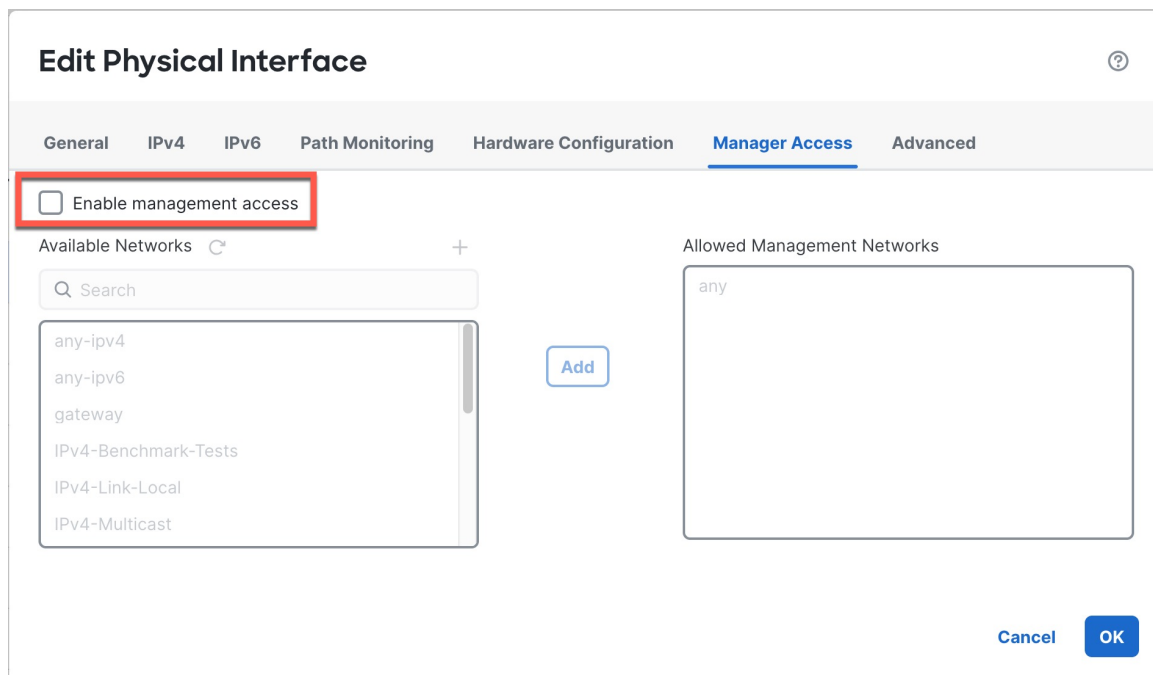 Edit Physical Interface
General IPv4 IPv6 Path Monitoring Hardware Configuration Manager Access Advanced
Enable management access
Available Networks
Search
any-ipv4
any-ipv6
gateway
IPv4-Benchmark-Tests
IPv4-Link-Local
IPv4-Multicast
Add
Allowed Management Networks
any
Cancel OK